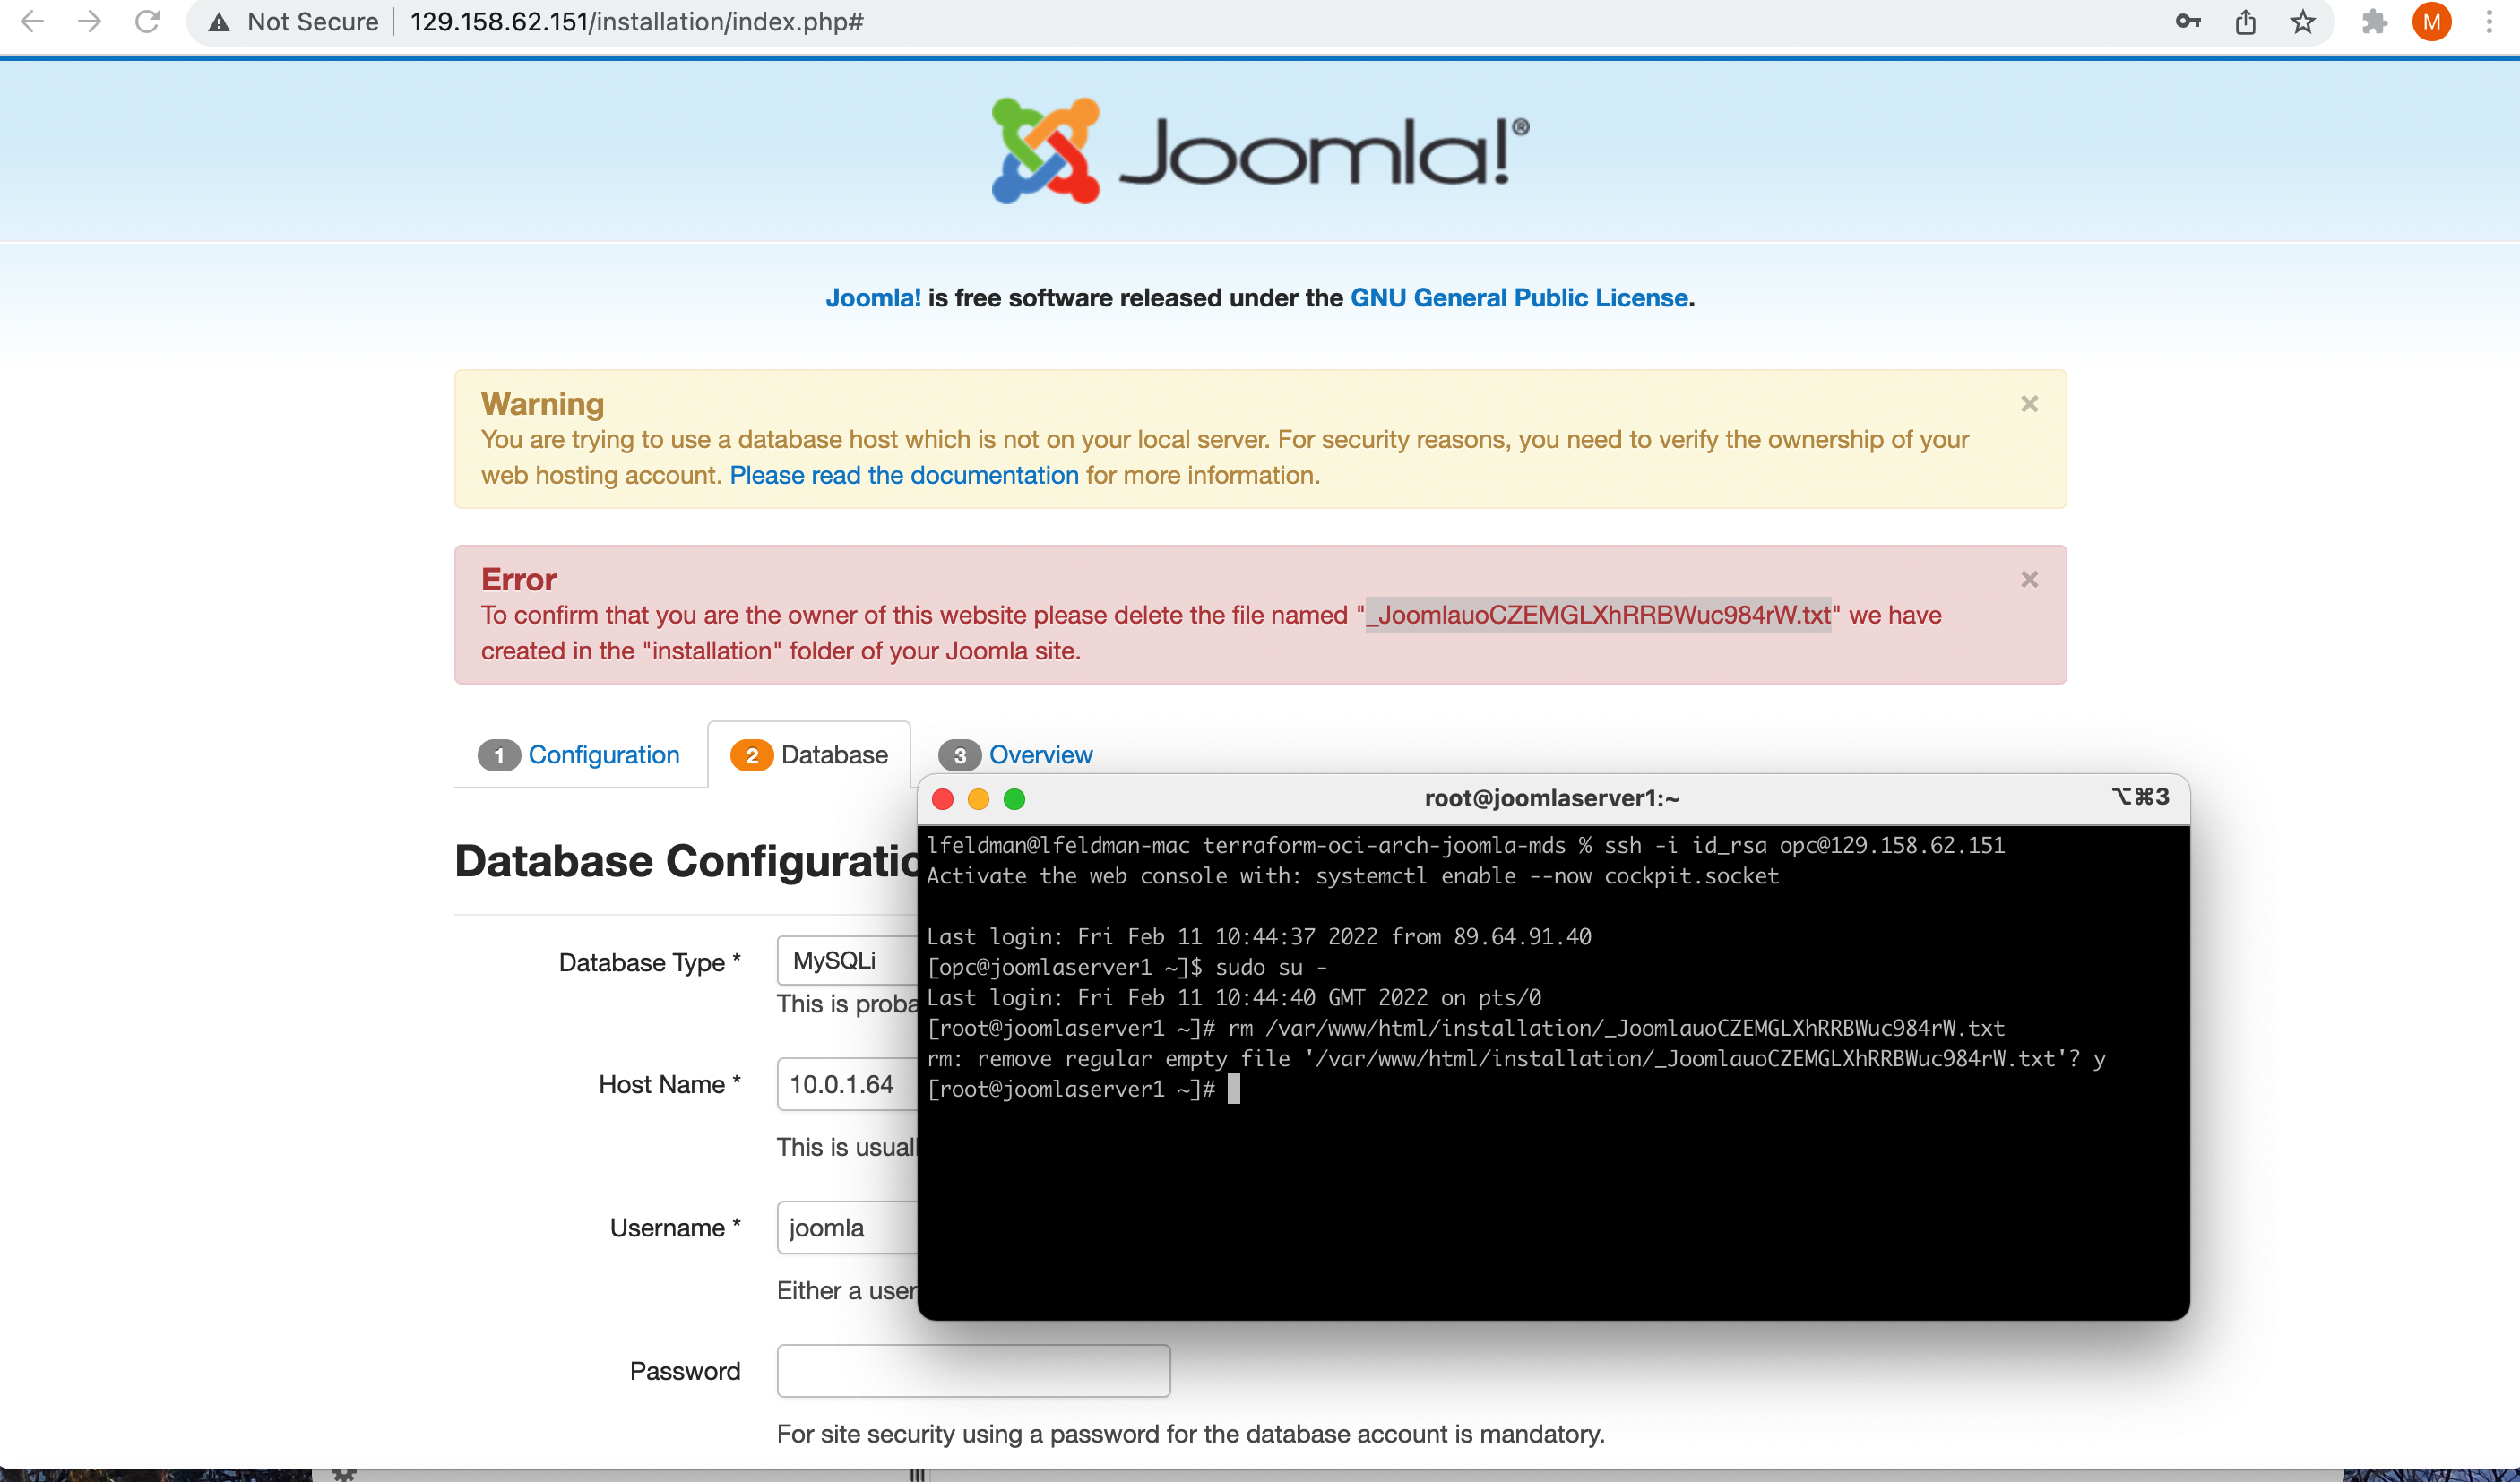 Not Secure | 129.158.62.151/installation/index.php#
M
Joomla!®
Joomla! is free software released under the GNU General Public License.
Warning
You are trying to use a database host which is not on your local server. For security reasons, you need to verify the ownership of your
web hosting account. Please read the documentation for more information.
Error
To confirm that you are the owner of this website please delete the file named "_JoomlauoCZEMGLXhRRBWuc984rW.txt" we have
created in the "installation" folder of your Joomla site.
1 Configuration 2 Database 3 Overview
root@joomlaserver1:~ ⌥⌘3
lfeldman@lfeldman-mac terraform-oci-arch-joomla-mds % ssh -i id_rsa opc@129.158.62.151
Activate the web console with: systemctl enable --now cockpit.socket
Last login: Fri Feb 11 10:44:37 2022 from 89.64.91.40
[opc@joomlaserver1 ~]$ sudo su -
Last login: Fri Feb 11 10:44:40 GMT 2022 on pts/0
[root@joomlaserver1 ~]# rm /var/www/html/installation/_JoomlauoCZEMGLXhRRBWuc984rW.txt
rm: remove regular empty file '/var/www/html/installation/_JoomlauoCZEMGLXhRRBWuc984rW.txt'? y
[root@joomlaserver1 ~]#
Database Configuratio
Database Type * MySQLi
This is proba
Host Name * 10.0.1.64
This is usuall
Username * joomla
Either a user
Password
For site security using a password for the database account is mandatory.